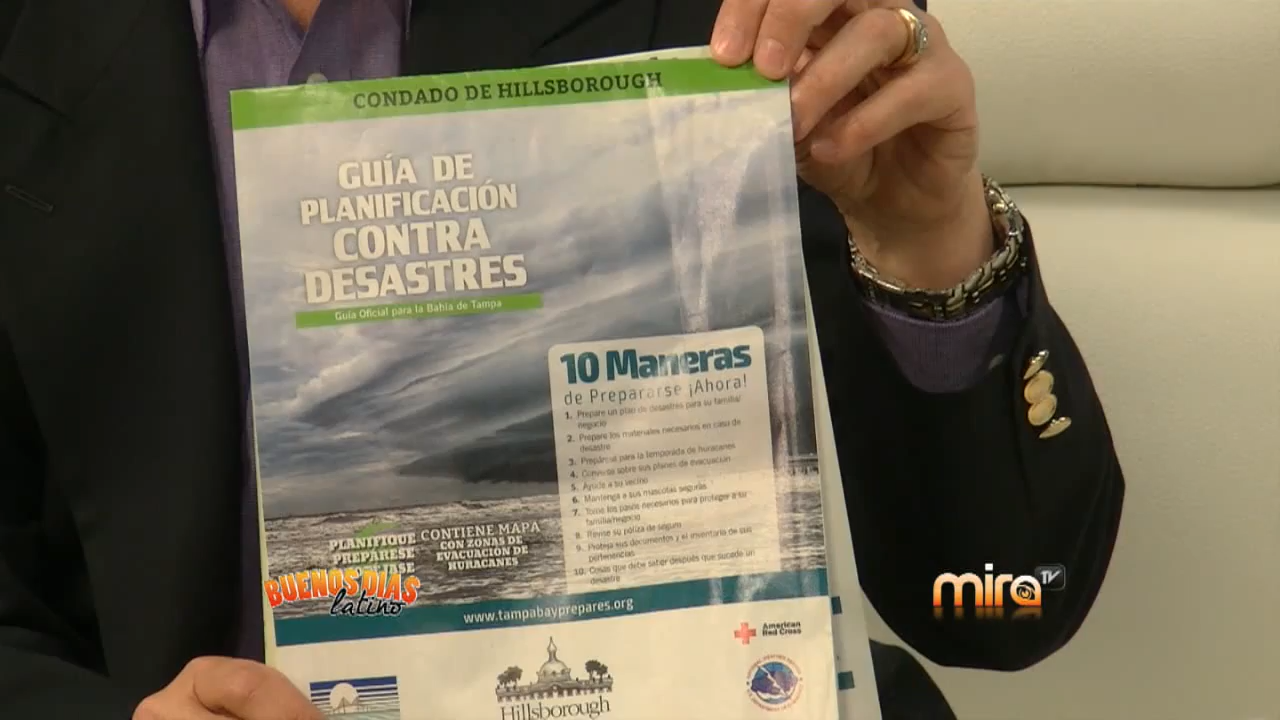 CONDADO DE HILLSBOROUGH
GUÍA DE
PLANIFICACIÓN
CONTRA
DESASTRES
Guía Oficial para la Bahía de Tampa
10 Maneras
de Prepararse ¡Ahora!
1. Prepare un plan de desastres para su familia/
negocio
2. Prepare los materiales necesarios en caso de
desastre
3. Prepárese para la temporada de huracanes
4. Conozca sobre sus planes de evacuación
5. Ayude a su vecino
6. Mantenga a sus mascotas seguras
7. Tome los pasos necesarios para proteger a su
familia/negocio
8. Revise su póliza de seguro
9. Proteja sus documentos y el inventario de sus
pertenencias
10. Cosas que debe saber después que suceda un
desastre
PLANIFIQUE
PREPÁRESE
CONTIENE MAPA
CON ZONAS DE
EVACUACIÓN DE
HURACANES
BUENOS DÍAS
latino
mira TV
www.tampabayprepares.org
American
Red Cross
Hillsborough